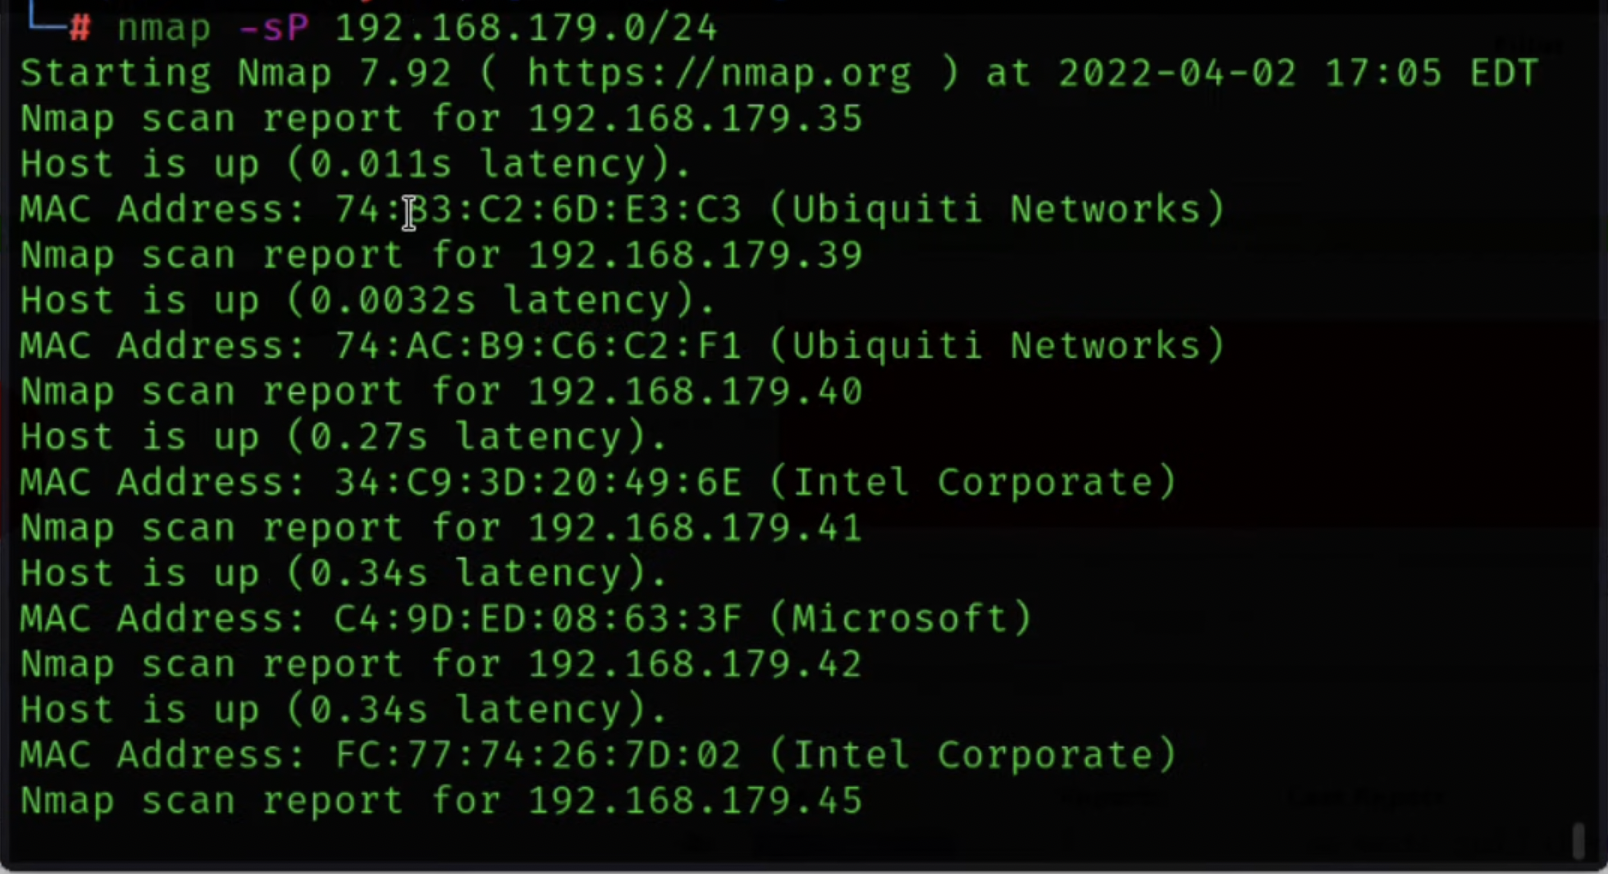 └─# nmap -sP 192.168.179.0/24
Starting Nmap 7.92 ( https://nmap.org ) at 2022-04-02 17:05 EDT
Nmap scan report for 192.168.179.35
Host is up (0.011s latency).
MAC Address: 74:B3:C2:6D:E3:C3 (Ubiquiti Networks)
Nmap scan report for 192.168.179.39
Host is up (0.0032s latency).
MAC Address: 74:AC:B9:C6:C2:F1 (Ubiquiti Networks)
Nmap scan report for 192.168.179.40
Host is up (0.27s latency).
MAC Address: 34:C9:3D:20:49:6E (Intel Corporate)
Nmap scan report for 192.168.179.41
Host is up (0.34s latency).
MAC Address: C4:9D:ED:08:63:3F (Microsoft)
Nmap scan report for 192.168.179.42
Host is up (0.34s latency).
MAC Address: FC:77:74:26:7D:02 (Intel Corporate)
Nmap scan report for 192.168.179.45